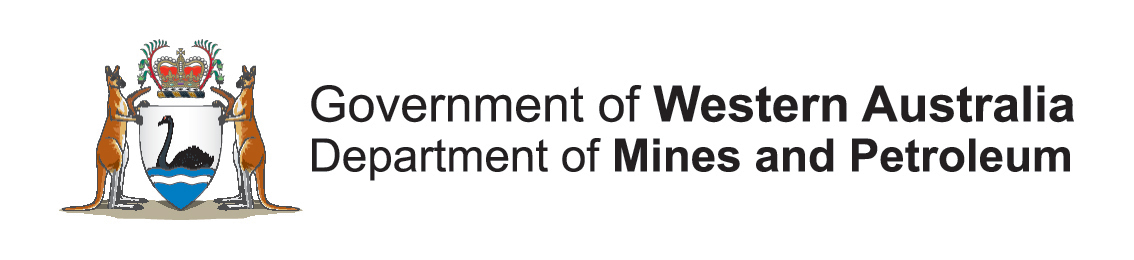 Government of Western Australia
Department of Mines and Petroleum